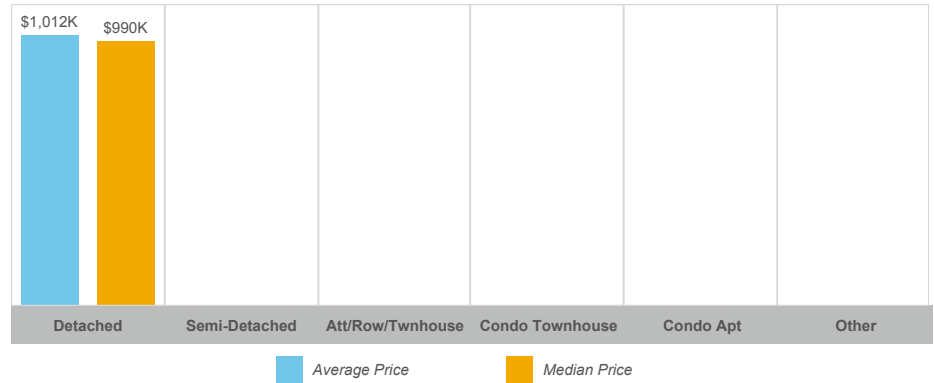 $1,012K
$990K
Detached Semi-Detached Att/Row/Twnhouse Condo Townhouse Condo Apt Other
Average Price Median Price